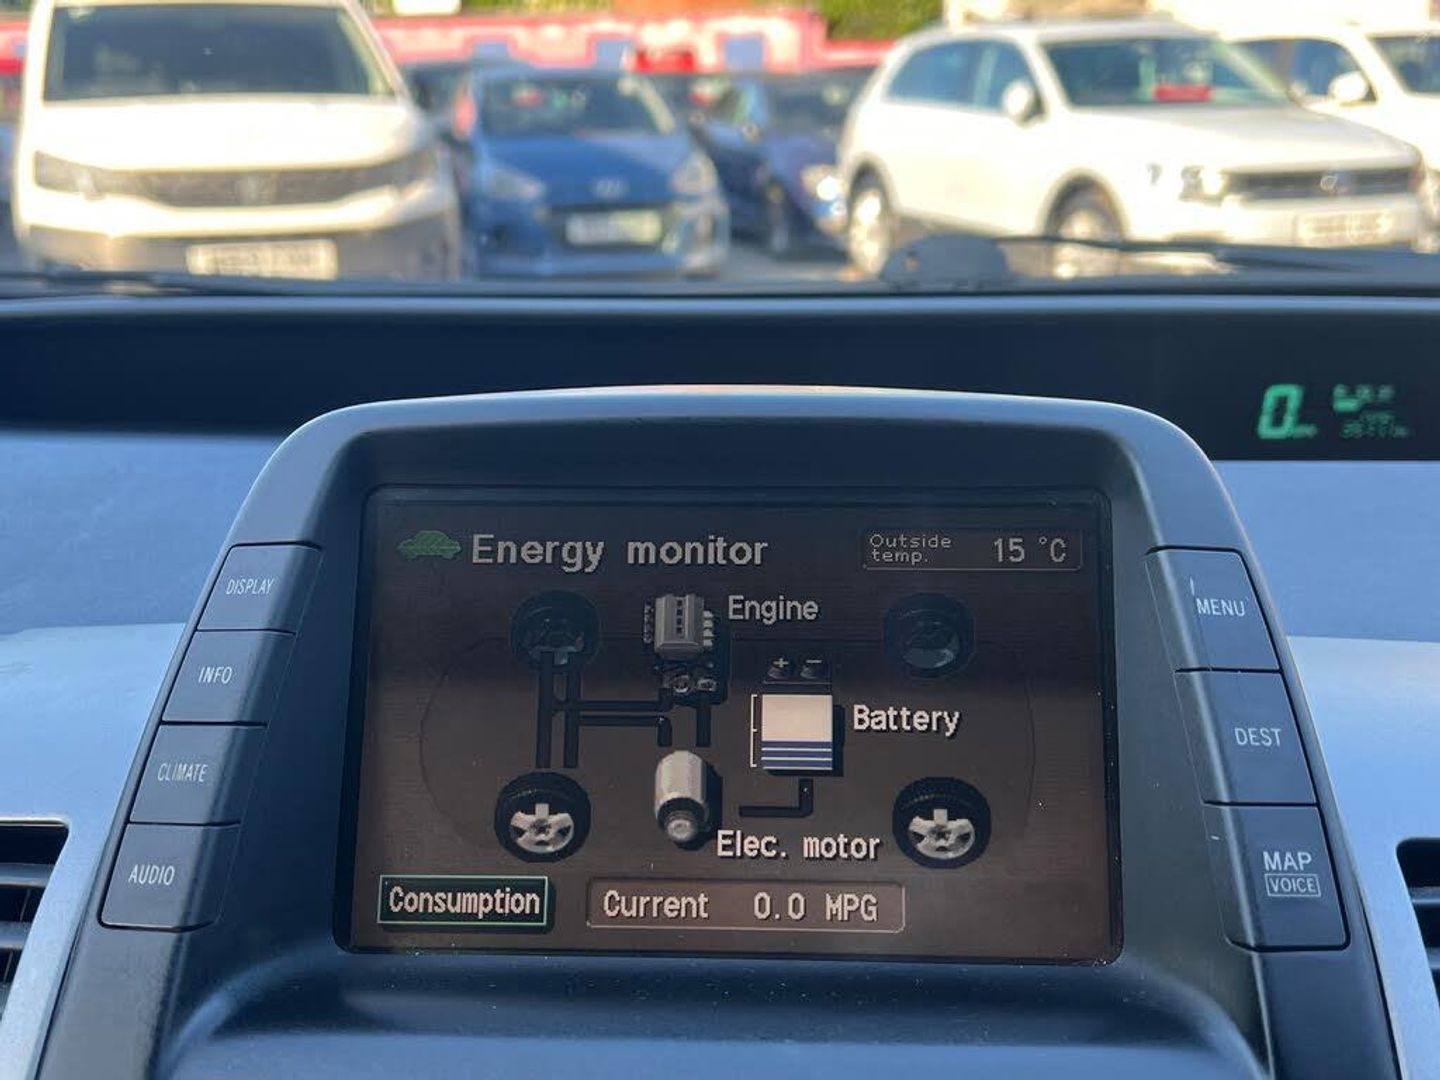 0
Energy monitor
Outside
temp. 15 °C
Engine
+ −
Battery
Elec. motor
Consumption
Current 0.0 MPG
DISPLAY
INFO
CLIMATE
AUDIO
MENU
DEST
MAP
VOICE